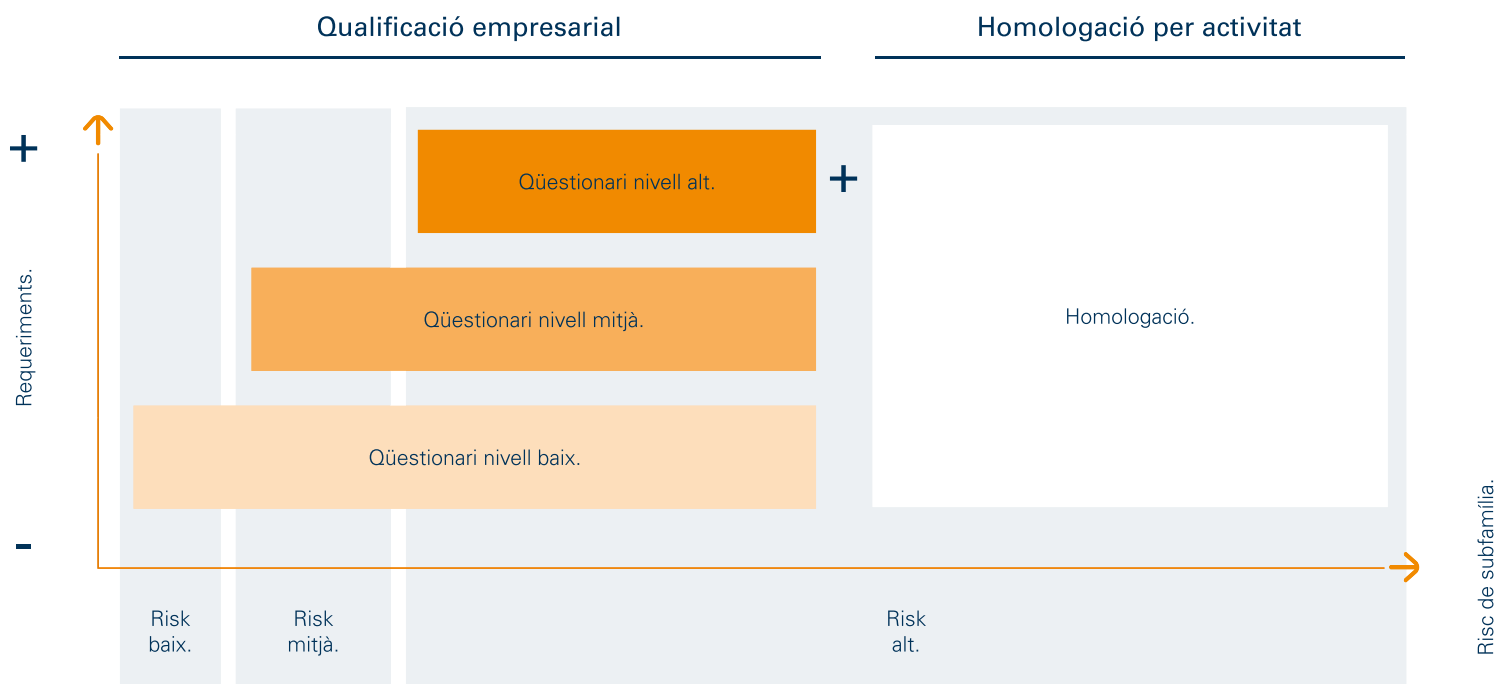 Qualificació empresarial
Homologació per activitat
+
Requeriments.
-
Qüestionari nivell alt.
+
Qüestionari nivell mitjà.
Homologació.
Qüestionari nivell baix.
Risk
baix.
Risk
mitjà.
Risk
alt.
Risc de subfamília.